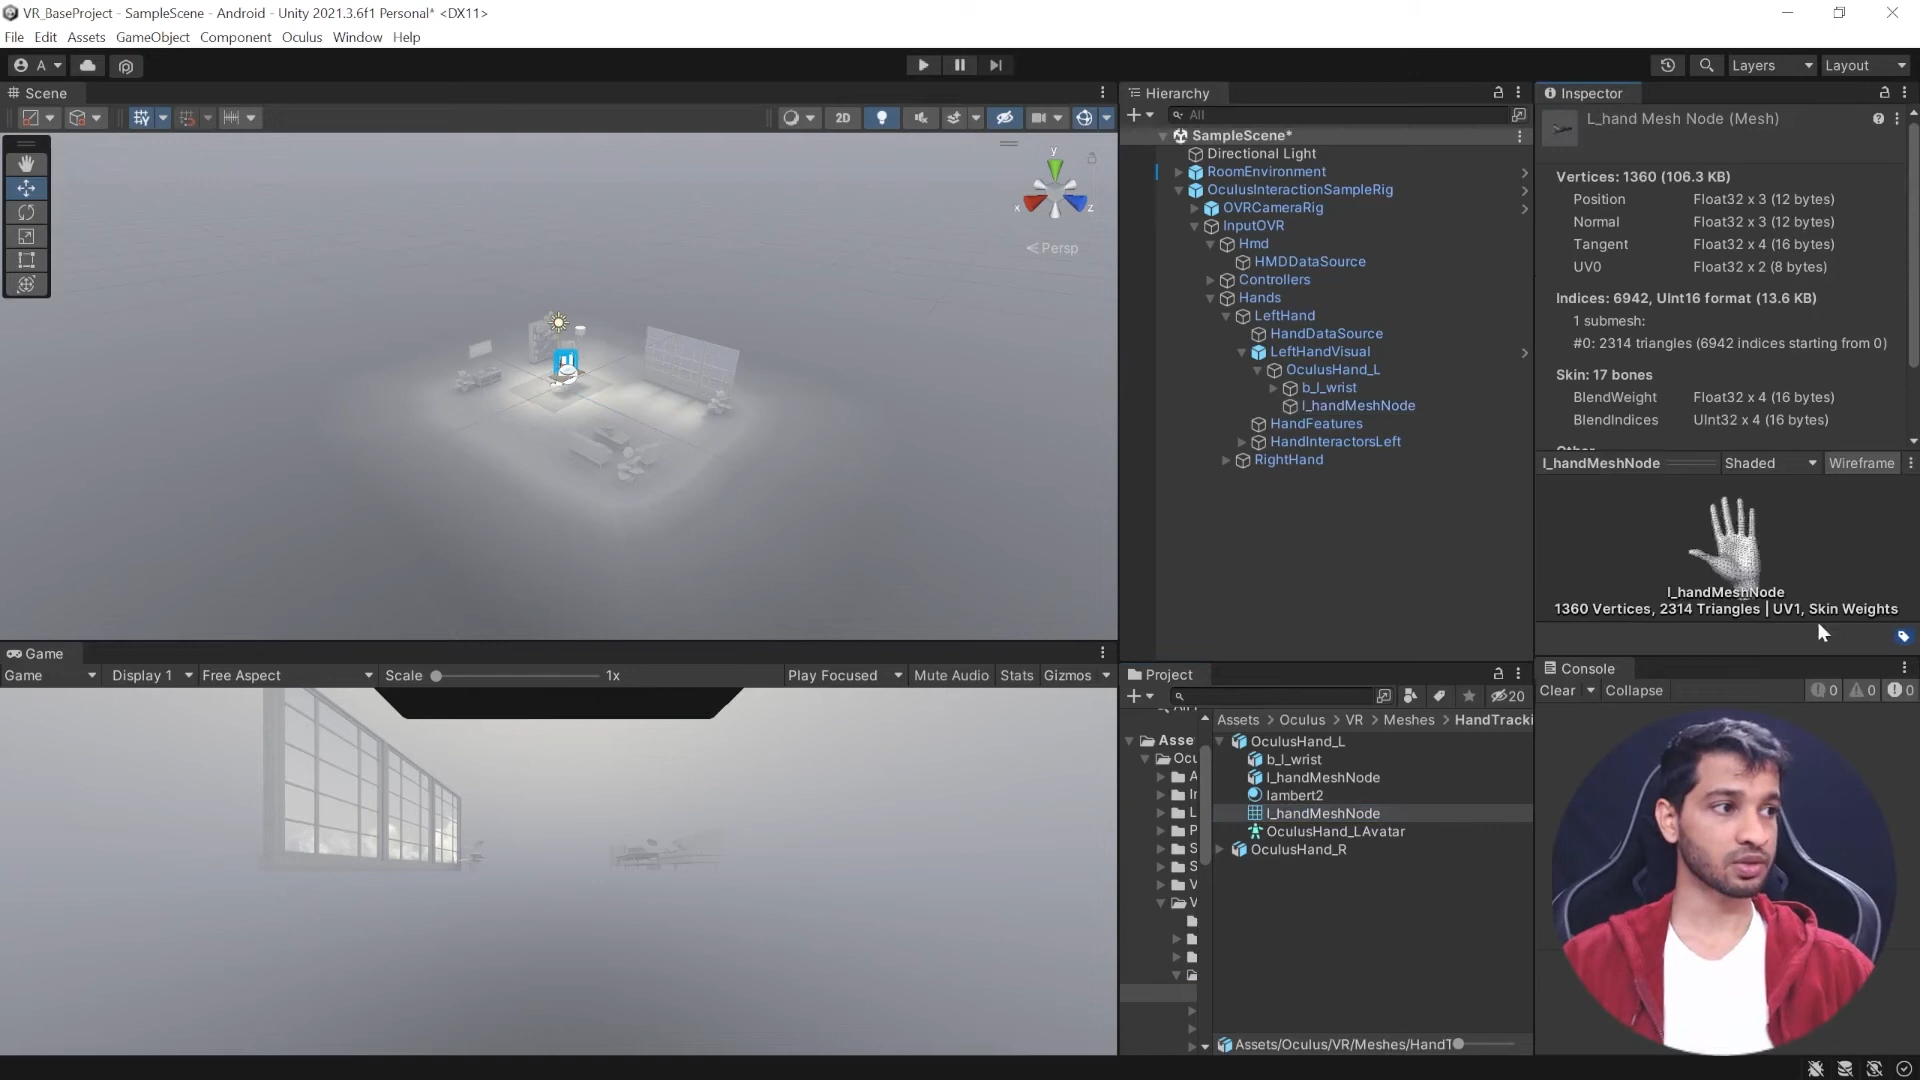 VR_BaseProject - SampleScene - Android - Unity 2021.3.6f1 Personal* <DX11>
File Edit Assets GameObject Component Oculus Window Help
A
Layers
Layout
Scene
2D
y
x
z
Persp
Hierarchy
All
SampleScene*
Directional Light
RoomEnvironment
OculusInteractionSampleRig
OVRCameraRig
InputOVR
Hmd
HMDDataSource
Controllers
Hands
LeftHand
HandDataSource
LeftHandVisual
OculusHand_L
b_l_wrist
l_handMeshNode
HandFeatures
HandInteractorsLeft
RightHand
Inspector
L_hand Mesh Node (Mesh)
Vertices: 1360 (106.3 KB)
Position Float32 x 3 (12 bytes)
Normal Float32 x 3 (12 bytes)
Tangent Float32 x 4 (16 bytes)
UV0 Float32 x 2 (8 bytes)
Indices: 6942, UInt16 format (13.6 KB)
1 submesh:
#0: 2314 triangles (6942 indices starting from 0)
Skin: 17 bones
BlendWeight Float32 x 4 (16 bytes)
BlendIndices UInt32 x 4 (16 bytes)
l_handMeshNode Shaded Wireframe
l_handMeshNode
1360 Vertices, 2314 Triangles | UV1, Skin Weights
Game
Game Display 1 Free Aspect Scale 1x Play Focused Mute Audio Stats Gizmos
Project
20
Asse
Ocu
Assets > Oculus > VR > Meshes > HandTracki
OculusHand_L
b_l_wrist
l_handMeshNode
lambert2
l_handMeshNode
OculusHand_LAvatar
OculusHand_R
Assets/Oculus/VR/Meshes/HandT
Console
Clear Collapse 0 0 0